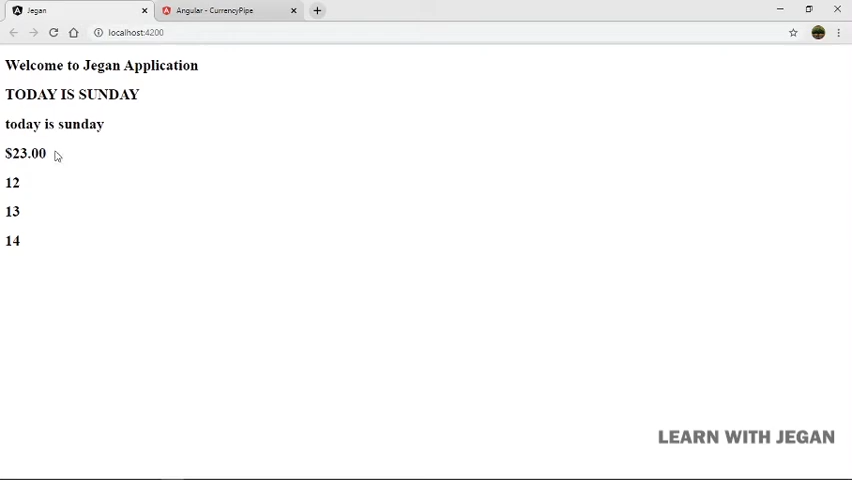 Jegan
Angular - CurrencyPipe
localhost:4200
Welcome to Jegan Application
TODAY IS SUNDAY
today is sunday
$23.00
12
13
14
LEARN WITH JEGAN